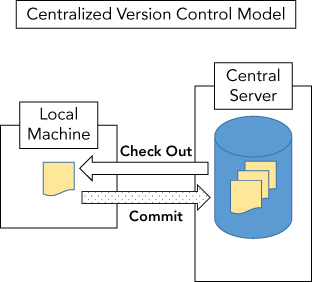 Centralized Version Control Model
Central
Server
Local
Machine
Check Out
Commit